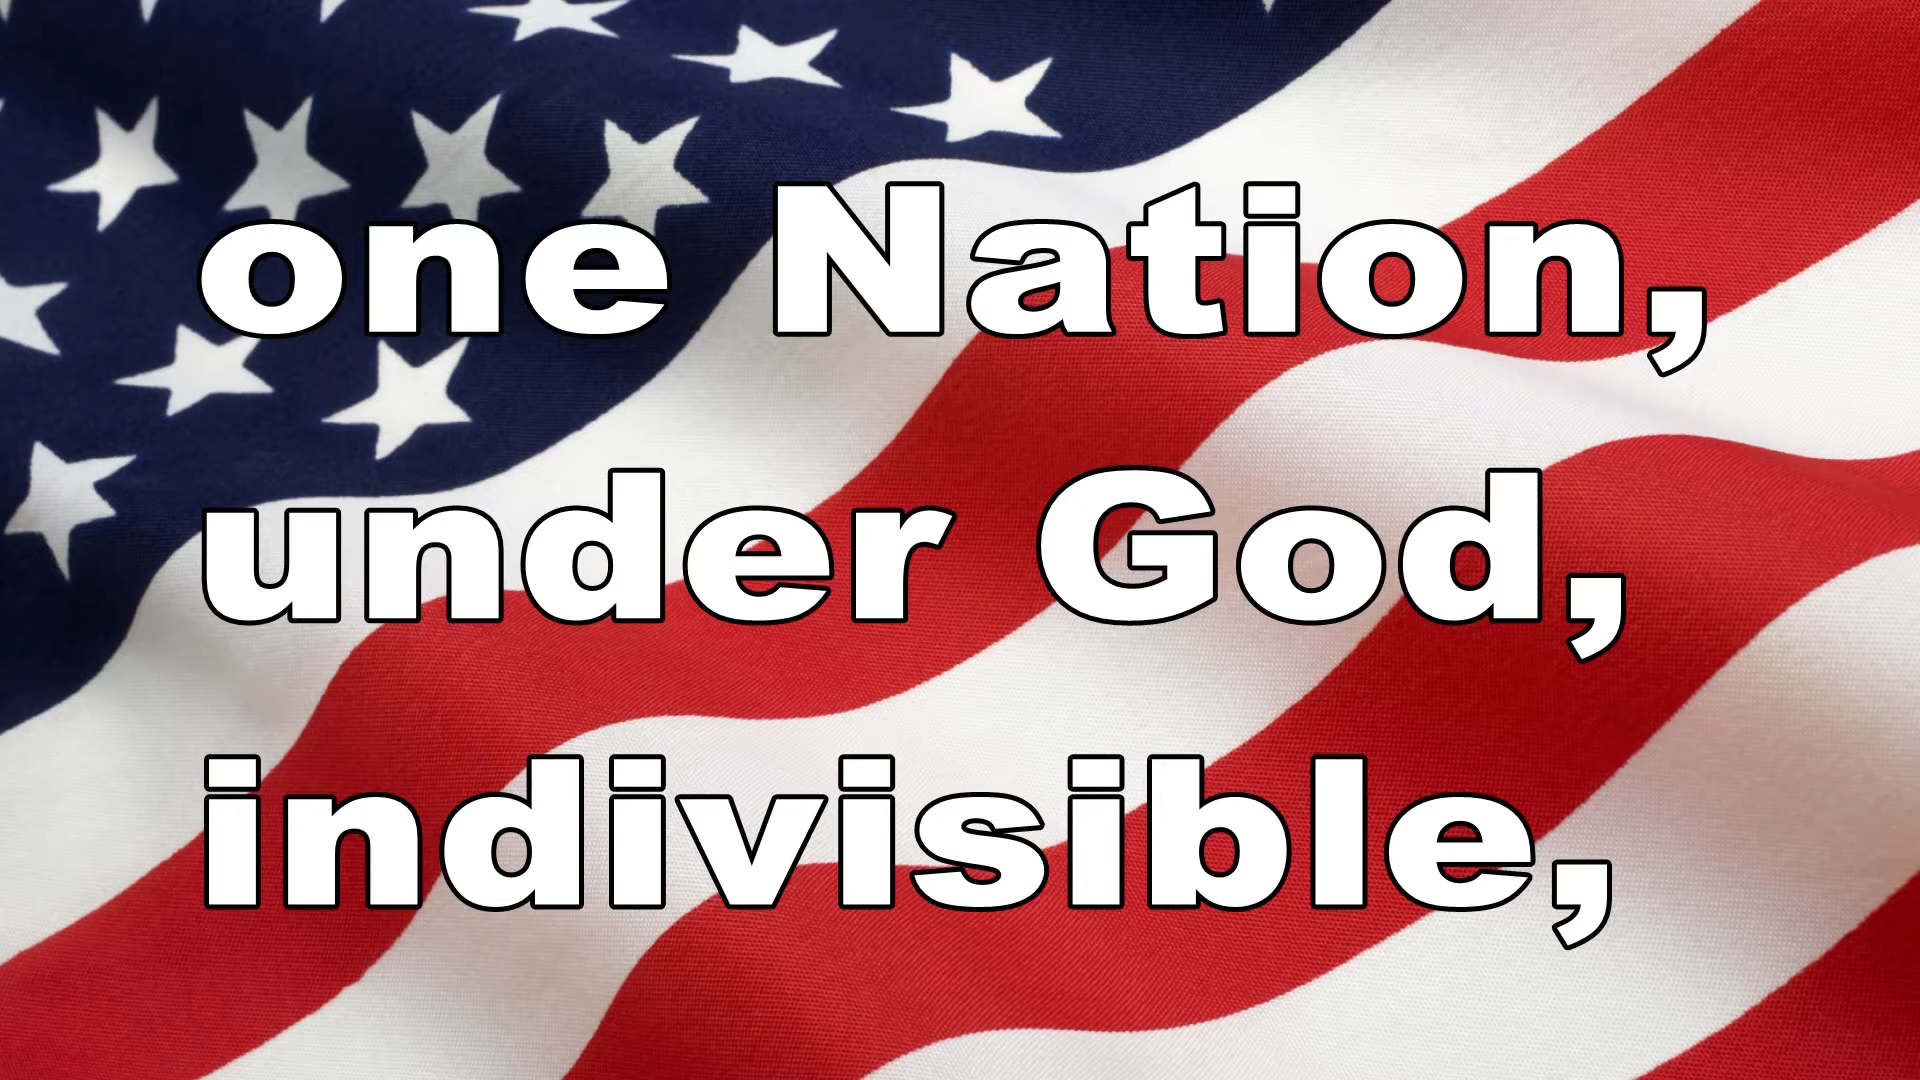 one Nation,
under God,
indivisible,